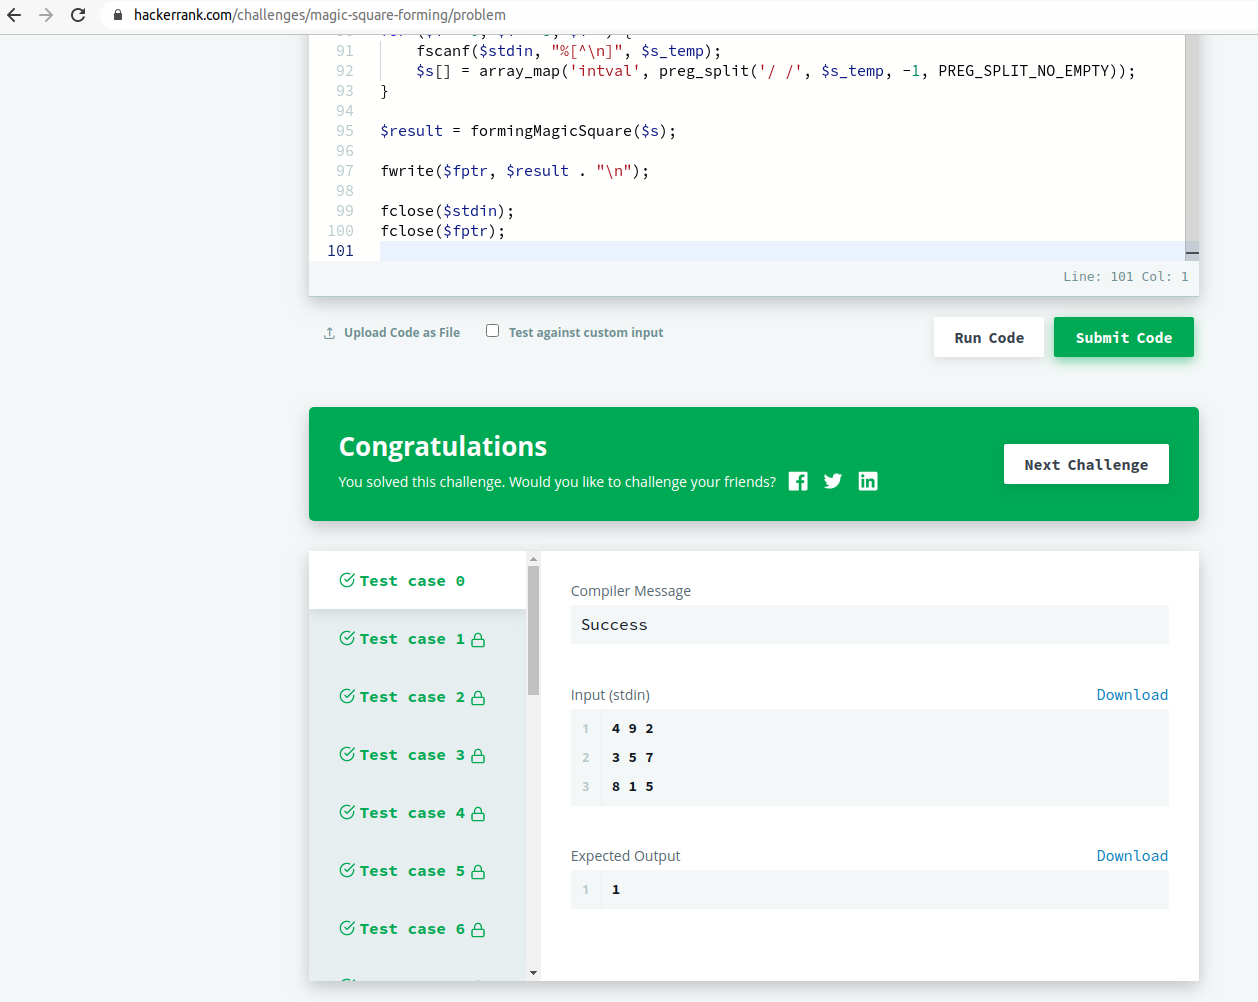 hackerrank.com/challenges/magic-square-forming/problem
91 fscanf($stdin, "%[^\n]", $s_temp);
92 $s[] = array_map('intval', preg_split('/ /', $s_temp, -1, PREG_SPLIT_NO_EMPTY));
93 }
94
95 $result = formingMagicSquare($s);
96
97 fwrite($fptr, $result . "\n");
98
99 fclose($stdin);
100 fclose($fptr);
101
Line: 101 Col: 1
Upload Code as File Test against custom input Run Code Submit Code
Congratulations
You solved this challenge. Would you like to challenge your friends?
Next Challenge
Test case 0
Test case 1
Test case 2
Test case 3
Test case 4
Test case 5
Test case 6
Compiler Message
Success
Input (stdin) Download
1 4 9 2
2 3 5 7
3 8 1 5
Expected Output Download
1 1